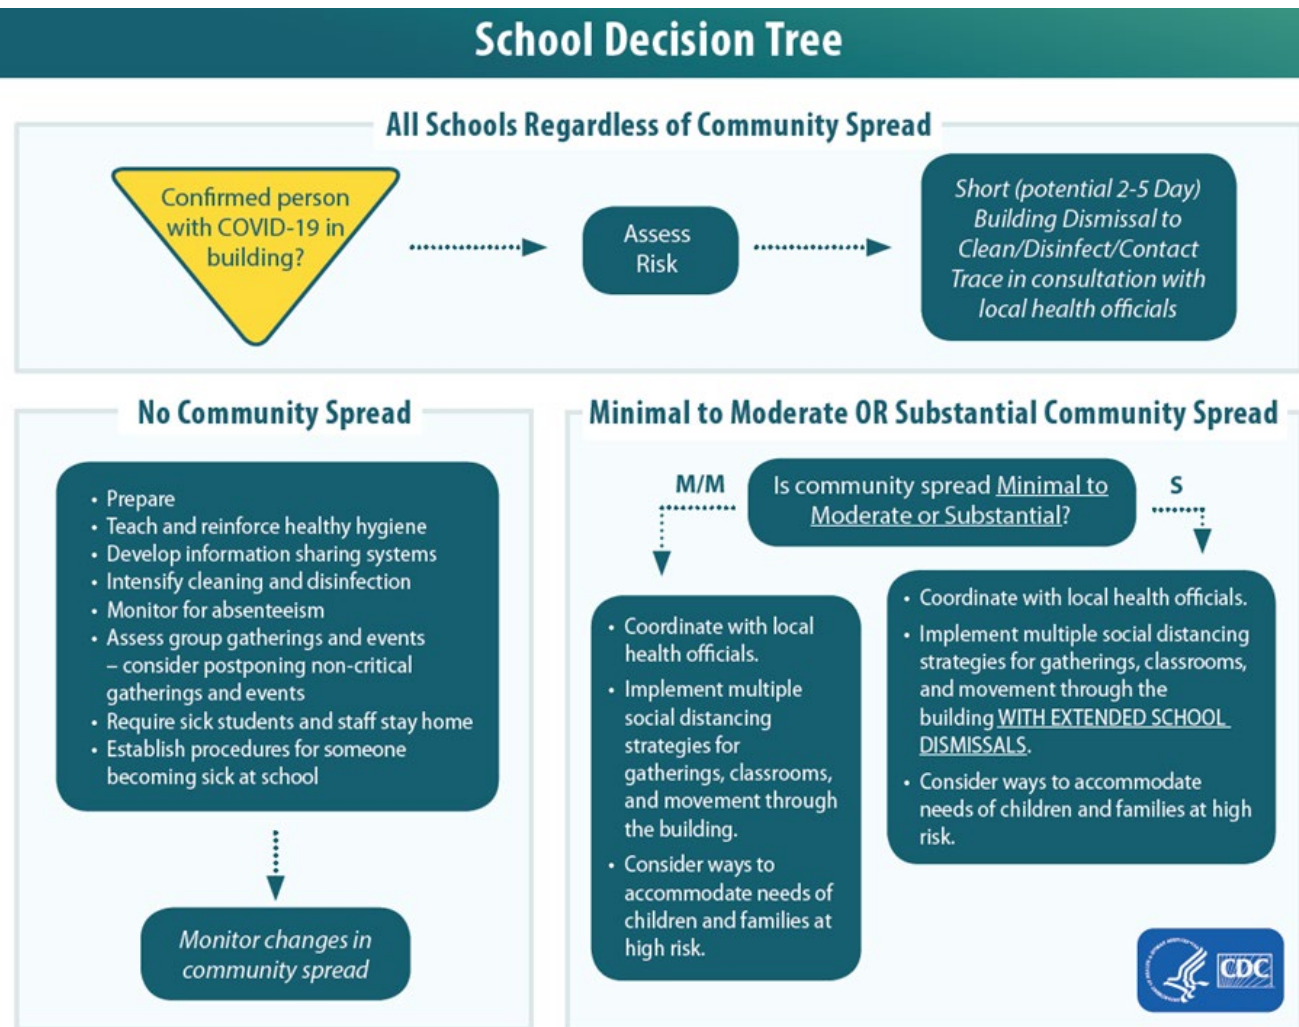 School Decision Tree
All Schools Regardless of Community Spread
Confirmed person
with COVID-19 in
building?
Assess
Risk
Short (potential 2-5 Day)
Building Dismissal to
Clean/Disinfect/Contact
Trace in consultation with
local health officials
No Community Spread
• Prepare
• Teach and reinforce healthy hygiene
• Develop information sharing systems
• Intensify cleaning and disinfection
• Monitor for absenteeism
• Assess group gatherings and events
– consider postponing non-critical
gatherings and events
• Require sick students and staff stay home
• Establish procedures for someone
becoming sick at school
Monitor changes in
community spread
Minimal to Moderate OR Substantial Community Spread
M/M
Is community spread Minimal to
Moderate or Substantial?
S
• Coordinate with local
health officials.
• Implement multiple
social distancing
strategies for
gatherings, classrooms,
and movement through
the building.
• Consider ways to
accommodate needs of
children and families at
high risk.
• Coordinate with local health officials.
• Implement multiple social distancing
strategies for gatherings, classrooms,
and movement through the
building WITH EXTENDED SCHOOL
DISMISSALS.
• Consider ways to accommodate
needs of children and families at high
risk.
CDC